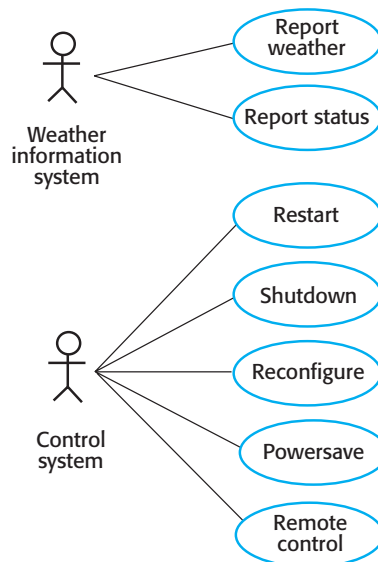 Report
weather
Report status
Weather
information
system
Restart
Shutdown
Reconfigure
Control
system
Powersave
Remote
control